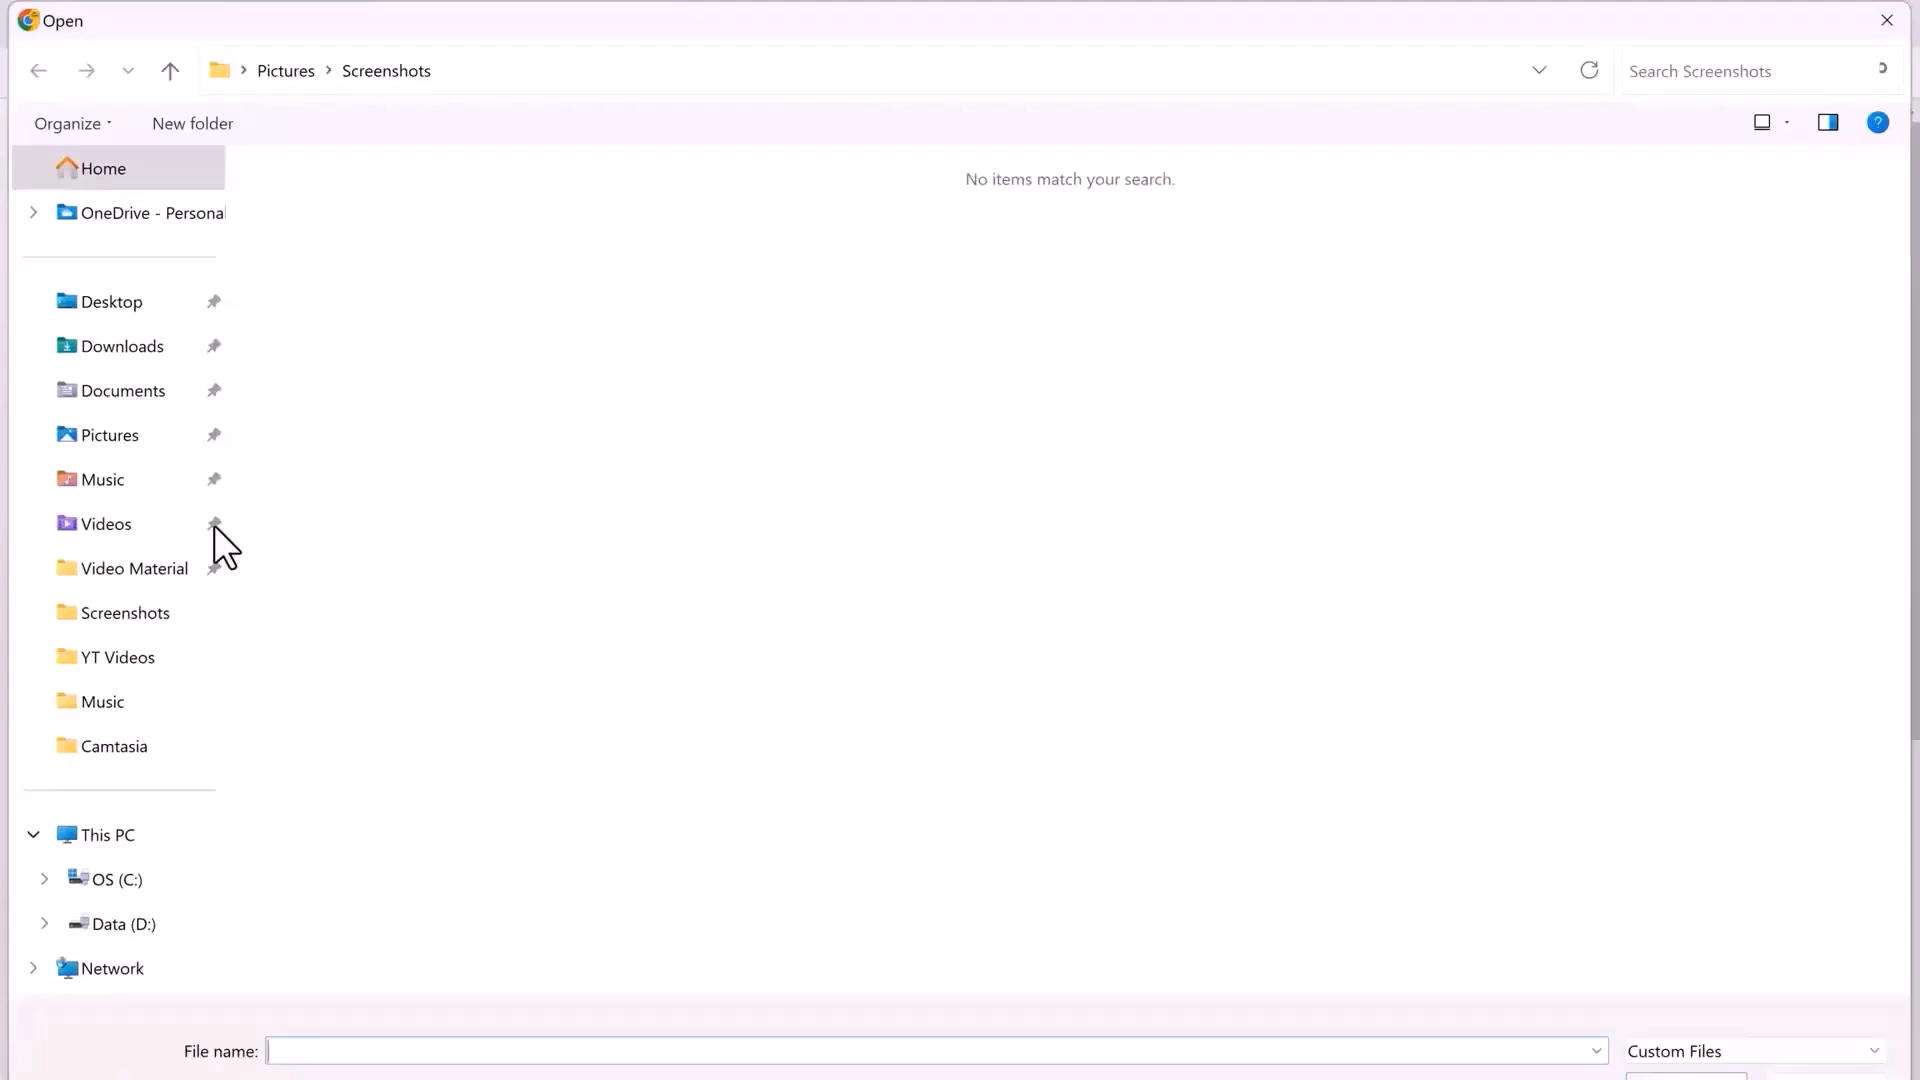 Open
Pictures
Screenshots
Search Screenshots
Organize
New folder
Home
No items match your search.
OneDrive - Persona
Desktop
Downloads
Documents
Pictures
Music
Videos
Video Material
Screenshots
YT Videos
Music
Camtasia
This PC
OS (C:)
Data (D:)
Network
File name:
Custom Files